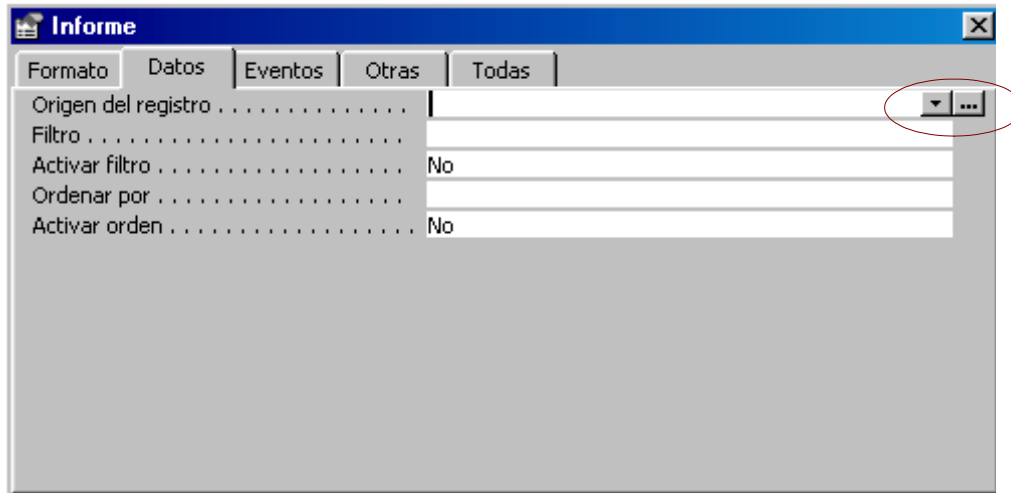 Informe
Formato Datos Eventos Otras Todas
Origen del registro . . . . . . . . . . . . . .
Filtro . . . . . . . . . . . . . . . . . . . . . . .
Activar filtro . . . . . . . . . . . . . . . . . . No
Ordenar por . . . . . . . . . . . . . . . . . .
Activar orden . . . . . . . . . . . . . . . . . . No